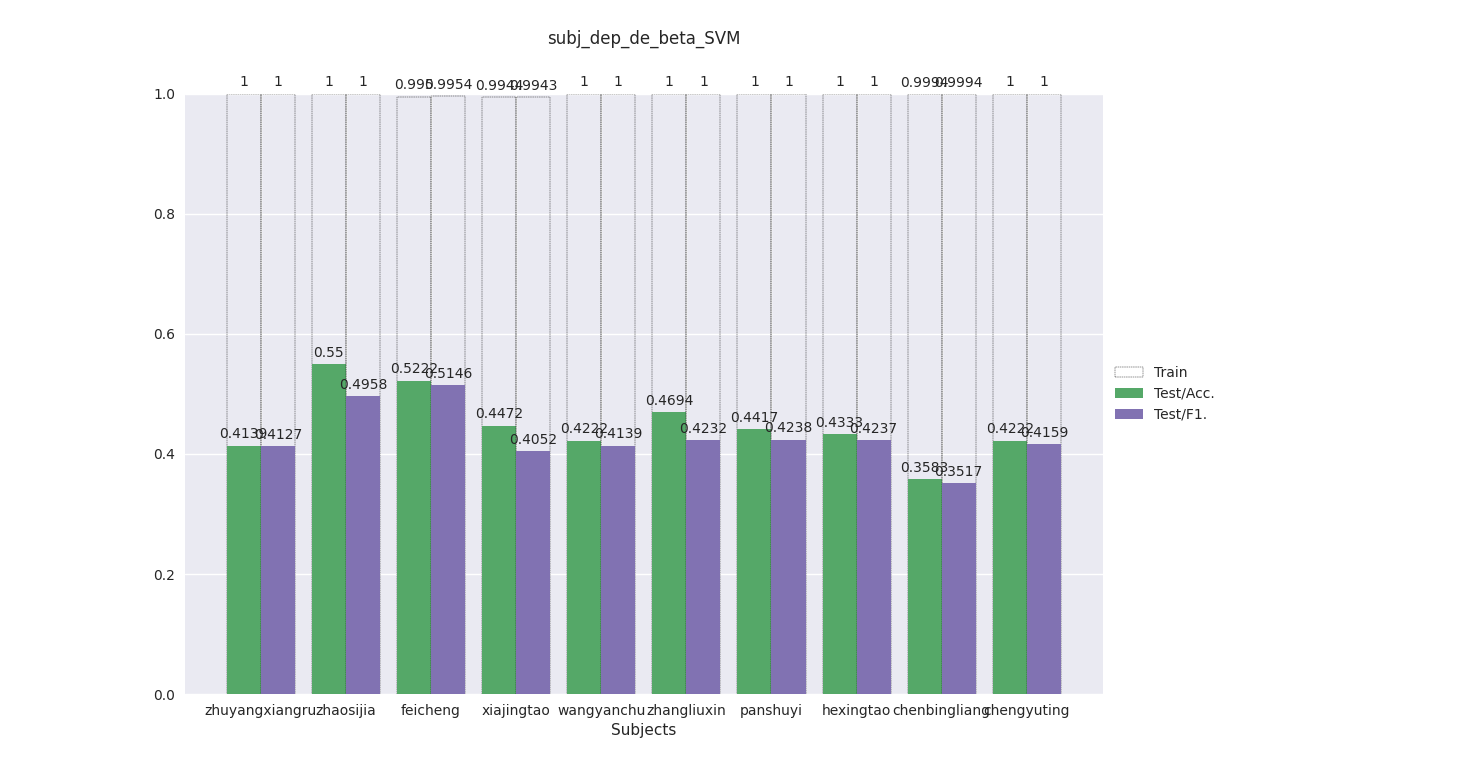 subj_dep_de_beta_SVM
1 1 1 1 0.995 0.9954 0.9944 0.9943 1 1 1 1 1 1 1 1 0.9994 0.9994 1 1
1.0
0.8
0.6
0.4
0.2
0.0
0.4139 0.4127 0.55 0.4958 0.5222 0.5146 0.4472 0.4052 0.4222 0.4139 0.4694 0.4232 0.4417 0.4238 0.4333 0.4237 0.3583 0.3517 0.4222 0.4159
zhuyangxiangru zhaosijia feicheng xiajingtao wangyanchu zhangliuxin panshuyi hexingtao chenbingliang chengyuting
Subjects
Train
Test/Acc.
Test/F1.